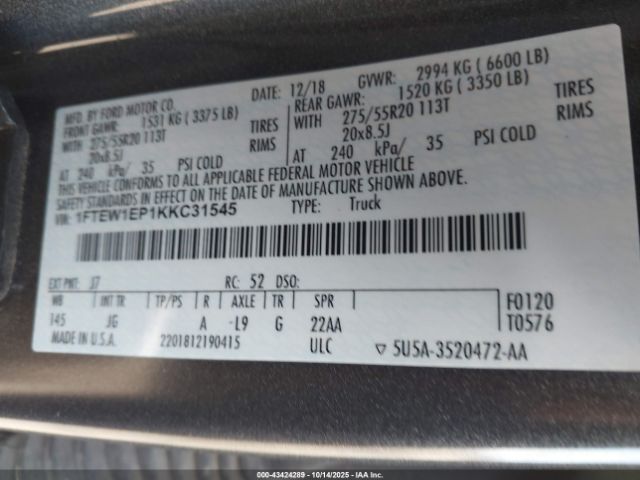 MFD. BY FORD MOTOR CO.
DATE: 12/18 GVWR: 2994 KG ( 6600 LB)
FRONT GAWR: 1531 KG ( 3375 LB) REAR GAWR: 1520 KG ( 3350 LB)
WITH 275/55R20 113T TIRES WITH 275/55R20 113T TIRES
20x8.5J RIMS 20x8.5J RIMS
AT 240 kPa/ 35 PSI COLD AT 240 kPa/ 35 PSI COLD
THIS VEHICLE CONFORMS TO ALL APPLICABLE FEDERAL MOTOR VEHICLE
SAFETY STANDARDS IN EFFECT ON THE DATE OF MANUFACTURE SHOWN ABOVE.
VIN: 1FTEW1EP1KKC31545 TYPE: Truck
EXT PNT: J7 RC: 52 DSO:
WB INT TR TP/PS R AXLE TR SPR F0120
145 JG A L9 G 22AA T0576
MADE IN U.S.A. 2201812190415 ULC ▽ 5U5A-3520472-AA
000-43424289 | 10/14/2025 | IAA Inc.